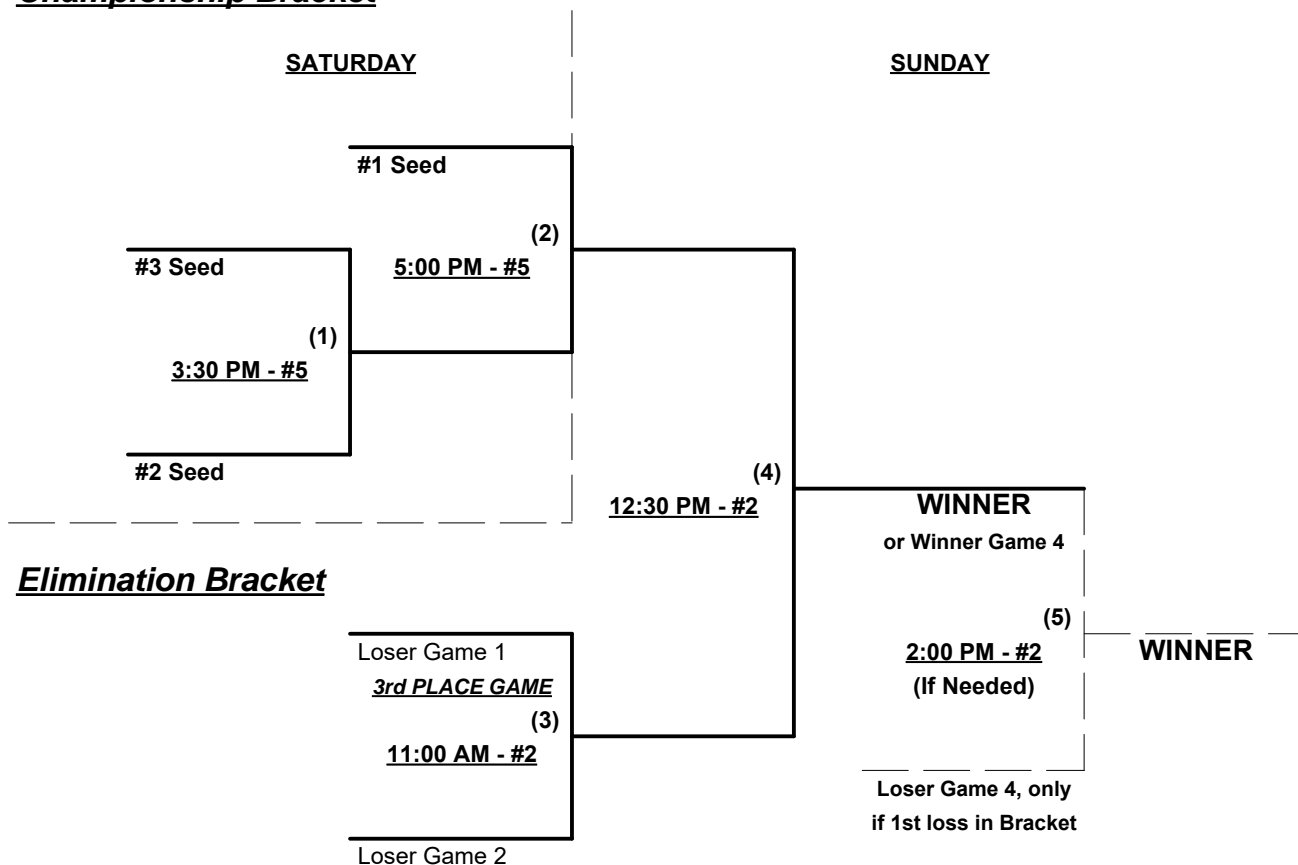 Championship Bracket
SATURDAY
SUNDAY
#1 Seed
(2)
#3 Seed
5:00 PM - #5
(1)
3:30 PM - #5
#2 Seed
(4)
12:30 PM - #2
WINNER
or Winner Game 4
Elimination Bracket
(5)
Loser Game 1
2:00 PM - #2
WINNER
3rd PLACE GAME
(If Needed)
(3)
11:00 AM - #2
Loser Game 4, only
if 1st loss in Bracket
Loser Game 2